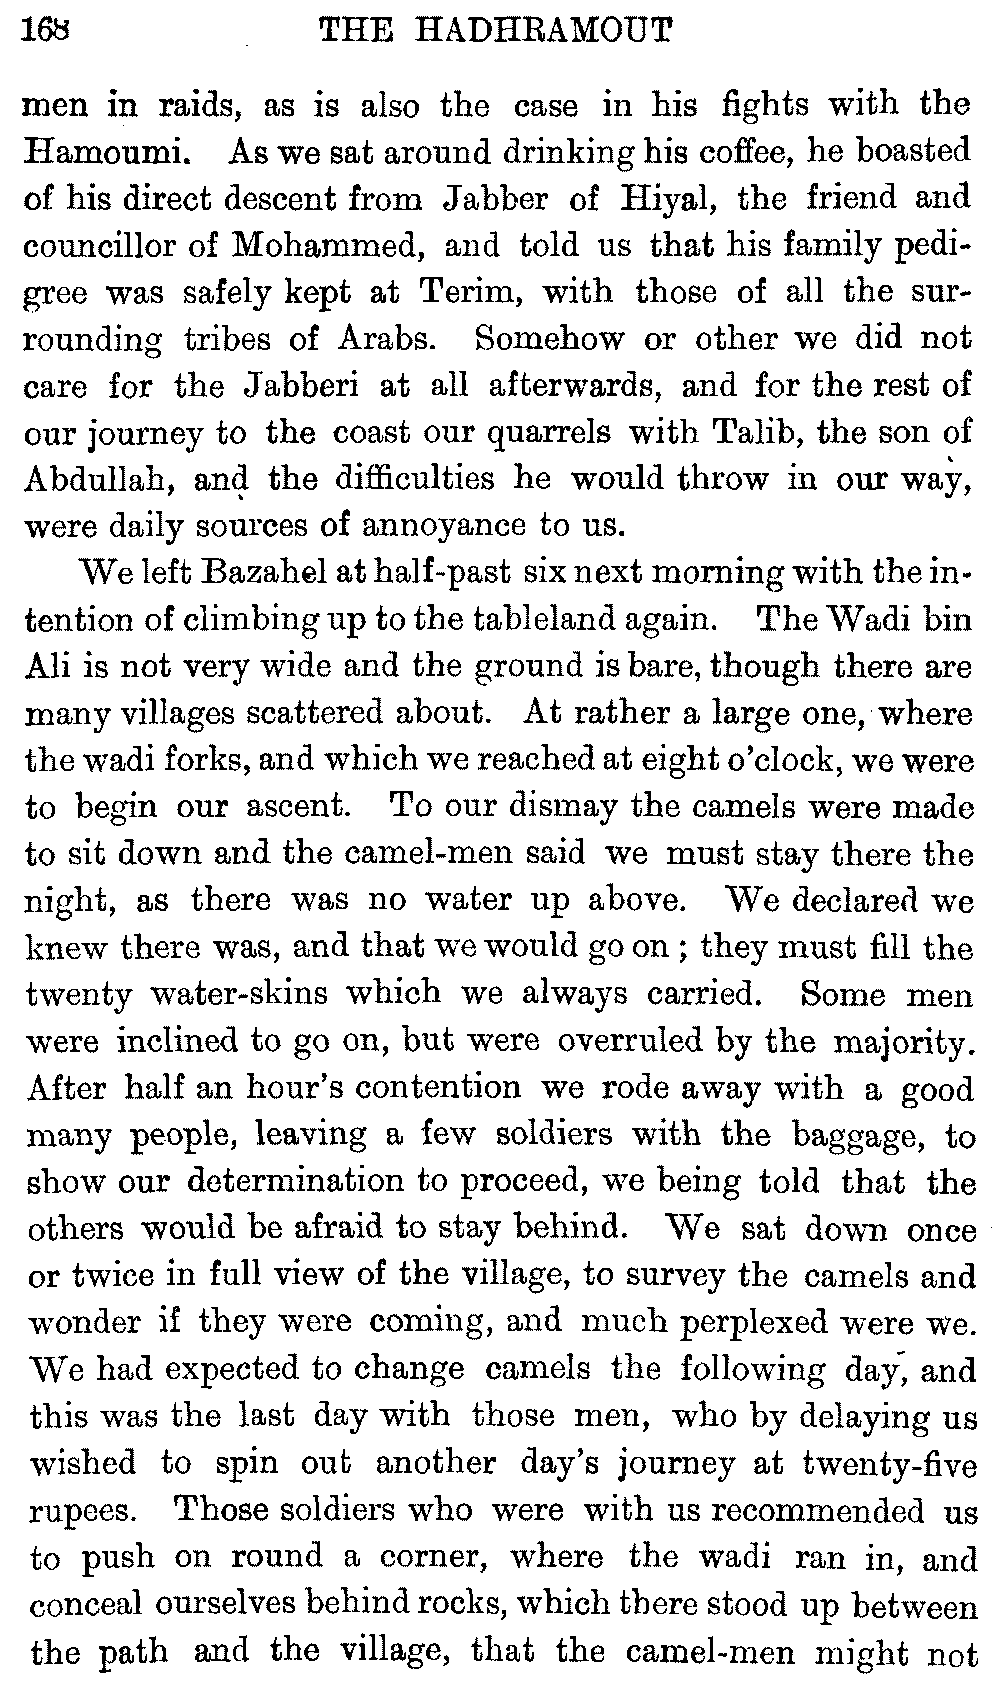 168 THE HADHRAMOUT
men in raids, as is also the case in his fights with the
Hamoumi. As we sat around drinking his coffee, he boasted
of his direct descent from Jabber of Hiyal, the friend and
councillor of Mohammed, and told us that his family pedi-
gree was safely kept at Terim, with those of all the sur-
rounding tribes of Arabs. Somehow or other we did not
care for the Jabberi at all afterwards, and for the rest of
our journey to the coast our quarrels with Talib, the son of
Abdullah, and the difficulties he would throw in our way,
were daily sources of annoyance to us.
We left Bazahel at half-past six next morning with the in-
tention of climbing up to the tableland again. The Wadi bin
Ali is not very wide and the ground is bare, though there are
many villages scattered about. At rather a large one, where
the wadi forks, and which we reached at eight o'clock, we were
to begin our ascent. To our dismay the camels were made
to sit down and the camel-men said we must stay there the
night, as there was no water up above. We declared we
knew there was, and that we would go on ; they must fill the
twenty water-skins which we always carried. Some men
were inclined to go on, but were overruled by the majority.
After half an hour's contention we rode away with a good
many people, leaving a few soldiers with the baggage, to
show our determination to proceed, we being told that the
others would be afraid to stay behind. We sat down once
or twice in full view of the village, to survey the camels and
wonder if they were coming, and much perplexed were we.
We had expected to change camels the following day, and
this was the last day with those men, who by delaying us
wished to spin out another day's journey at twenty-five
rupees. Those soldiers who were with us recommended us
to push on round a corner, where the wadi ran in, and
conceal ourselves behind rocks, which there stood up between
the path and the village, that the camel-men might not